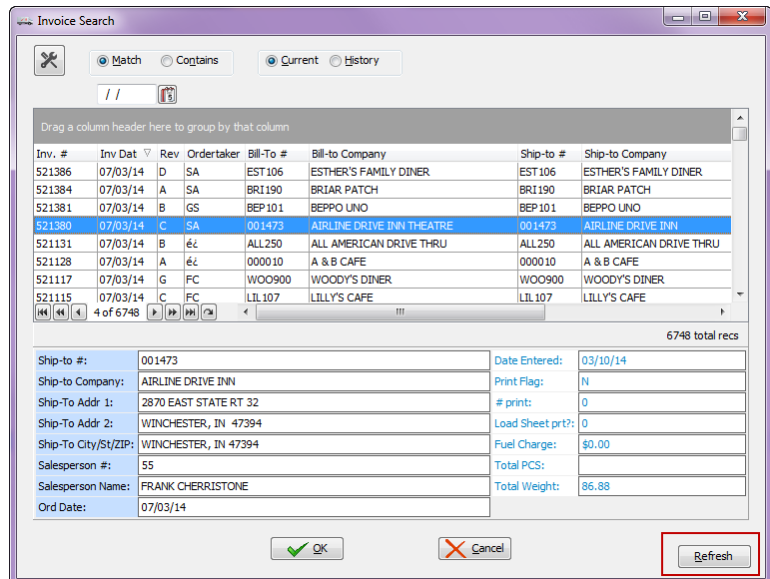 Invoice Search
Match Contains Current History
/ /
Drag a column header here to group by that column
Inv. # Inv Dat Rev Ordertaker Bill-To # Bill-to Company Ship-to # Ship-to Company
521386 07/03/14 D SA EST106 ESTHER'S FAMILY DINER EST106 ESTHER'S FAMILY DINER
521384 07/03/14 A SA BRI190 BRIAR PATCH BRI190 BRIAR PATCH
521381 07/03/14 B GS BEP101 BEPPO UNO BEP101 BEPPO UNO
521380 07/03/14 C SA 001473 AIRLINE DRIVE INN THEATRE 001473 AIRLINE DRIVE INN
521131 07/03/14 B é¿ ALL250 ALL AMERICAN DRIVE THRU ALL250 ALL AMERICAN DRIVE THRU
521128 07/03/14 A é¿ 000010 A & B CAFE 000010 A & B CAFE
521117 07/03/14 G FC WOO900 WOODY'S DINER WOO900 WOODY'S DINER
521115 07/03/14 C FC LIL107 LILLY'S CAFE LIL107 LILLY'S CAFE
4 of 6748
6748 total recs
Ship-to #: 001473 Date Entered: 03/10/14
Ship-to Company: AIRLINE DRIVE INN Print Flag: N
Ship-To Addr 1: 2870 EAST STATE RT 32 # print: 0
Ship-To Addr 2: WINCHESTER, IN 47394 Load Sheet prt?: 0
Ship-To City/St/ZIP: WINCHESTER, IN 47394 Fuel Charge: $0.00
Salesperson #: 55 Total PCS:
Salesperson Name: FRANK CHERRISTONE Total Weight: 86.88
Ord Date: 07/03/14
OK Cancel Refresh